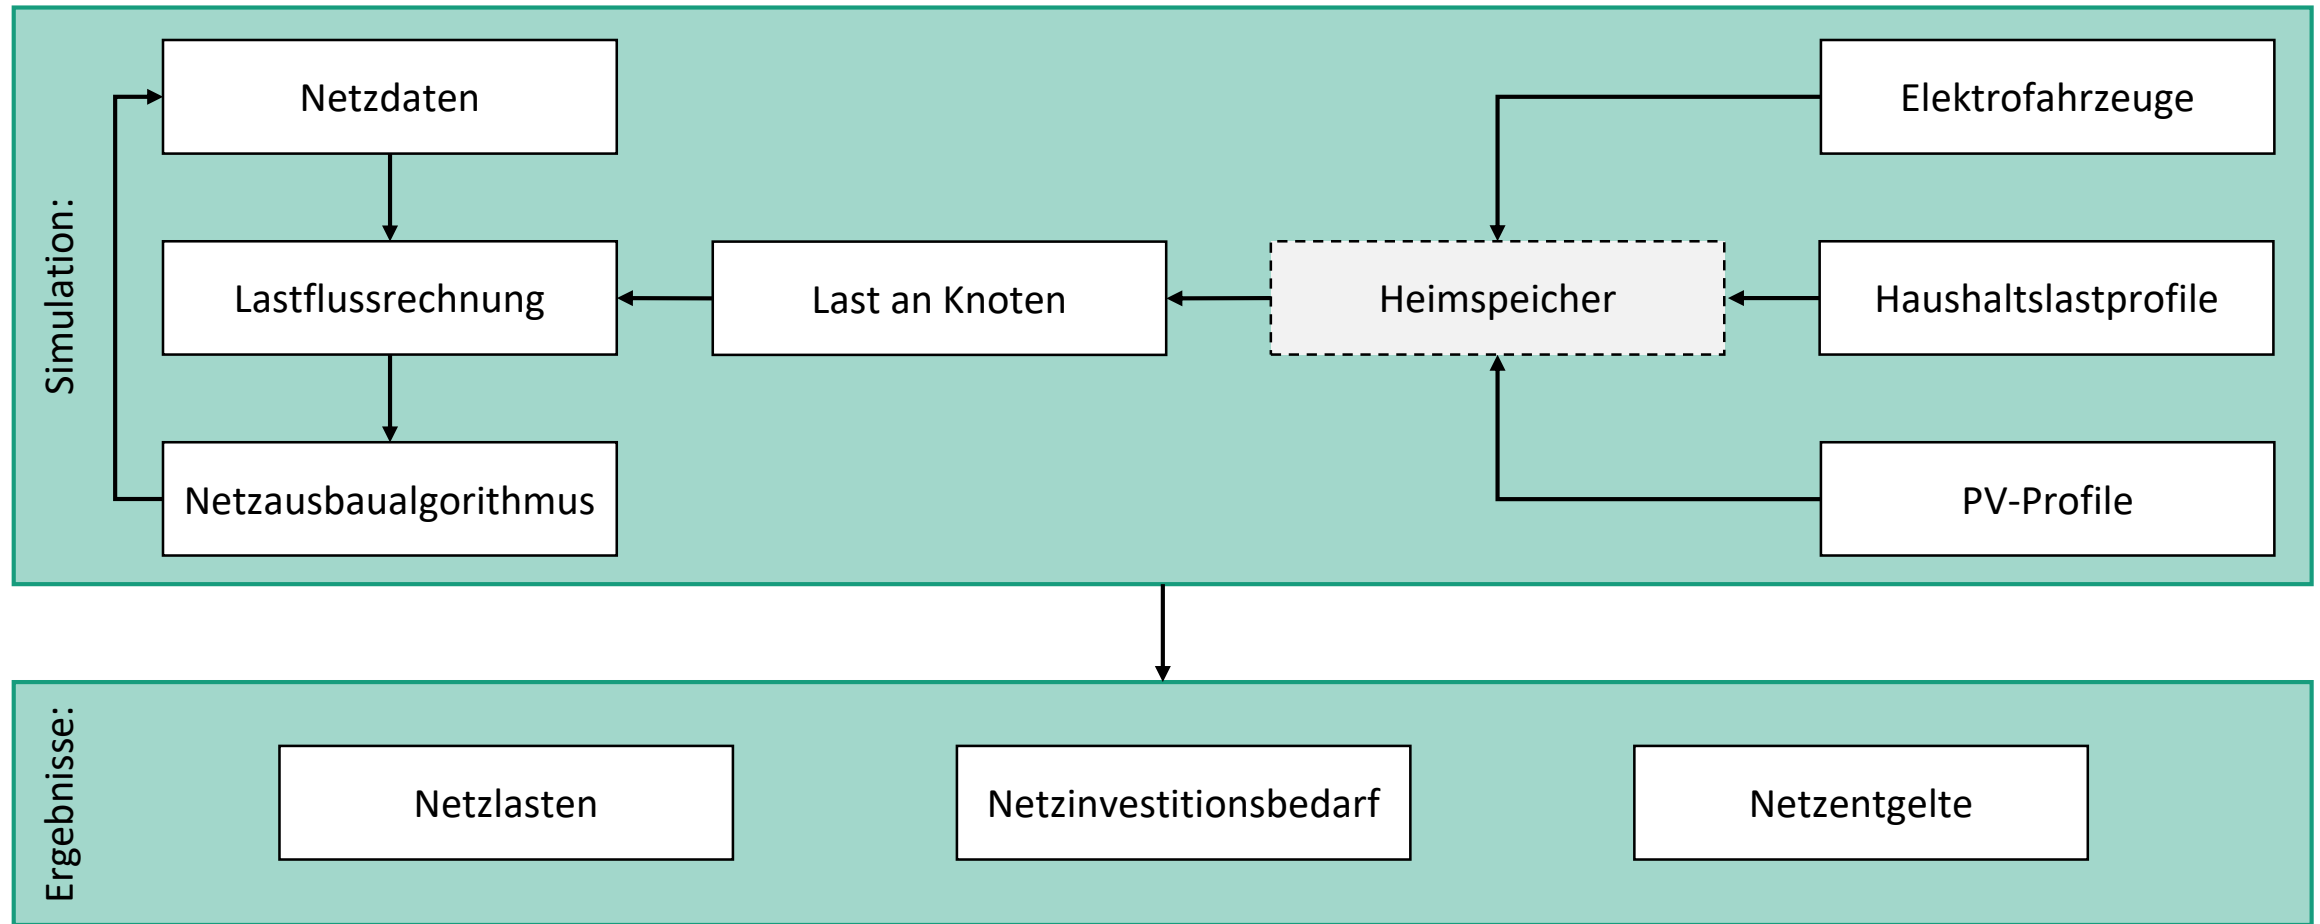 Simulation:
Netzdaten
Elektrofahrzeuge
Lastflussrechnung
Last an Knoten
Heimspeicher
Haushaltslastprofile
Netzausbaualgorithmus
PV-Profile
Ergebnisse:
Netzlasten
Netzinvestitionsbedarf
Netzentgelte